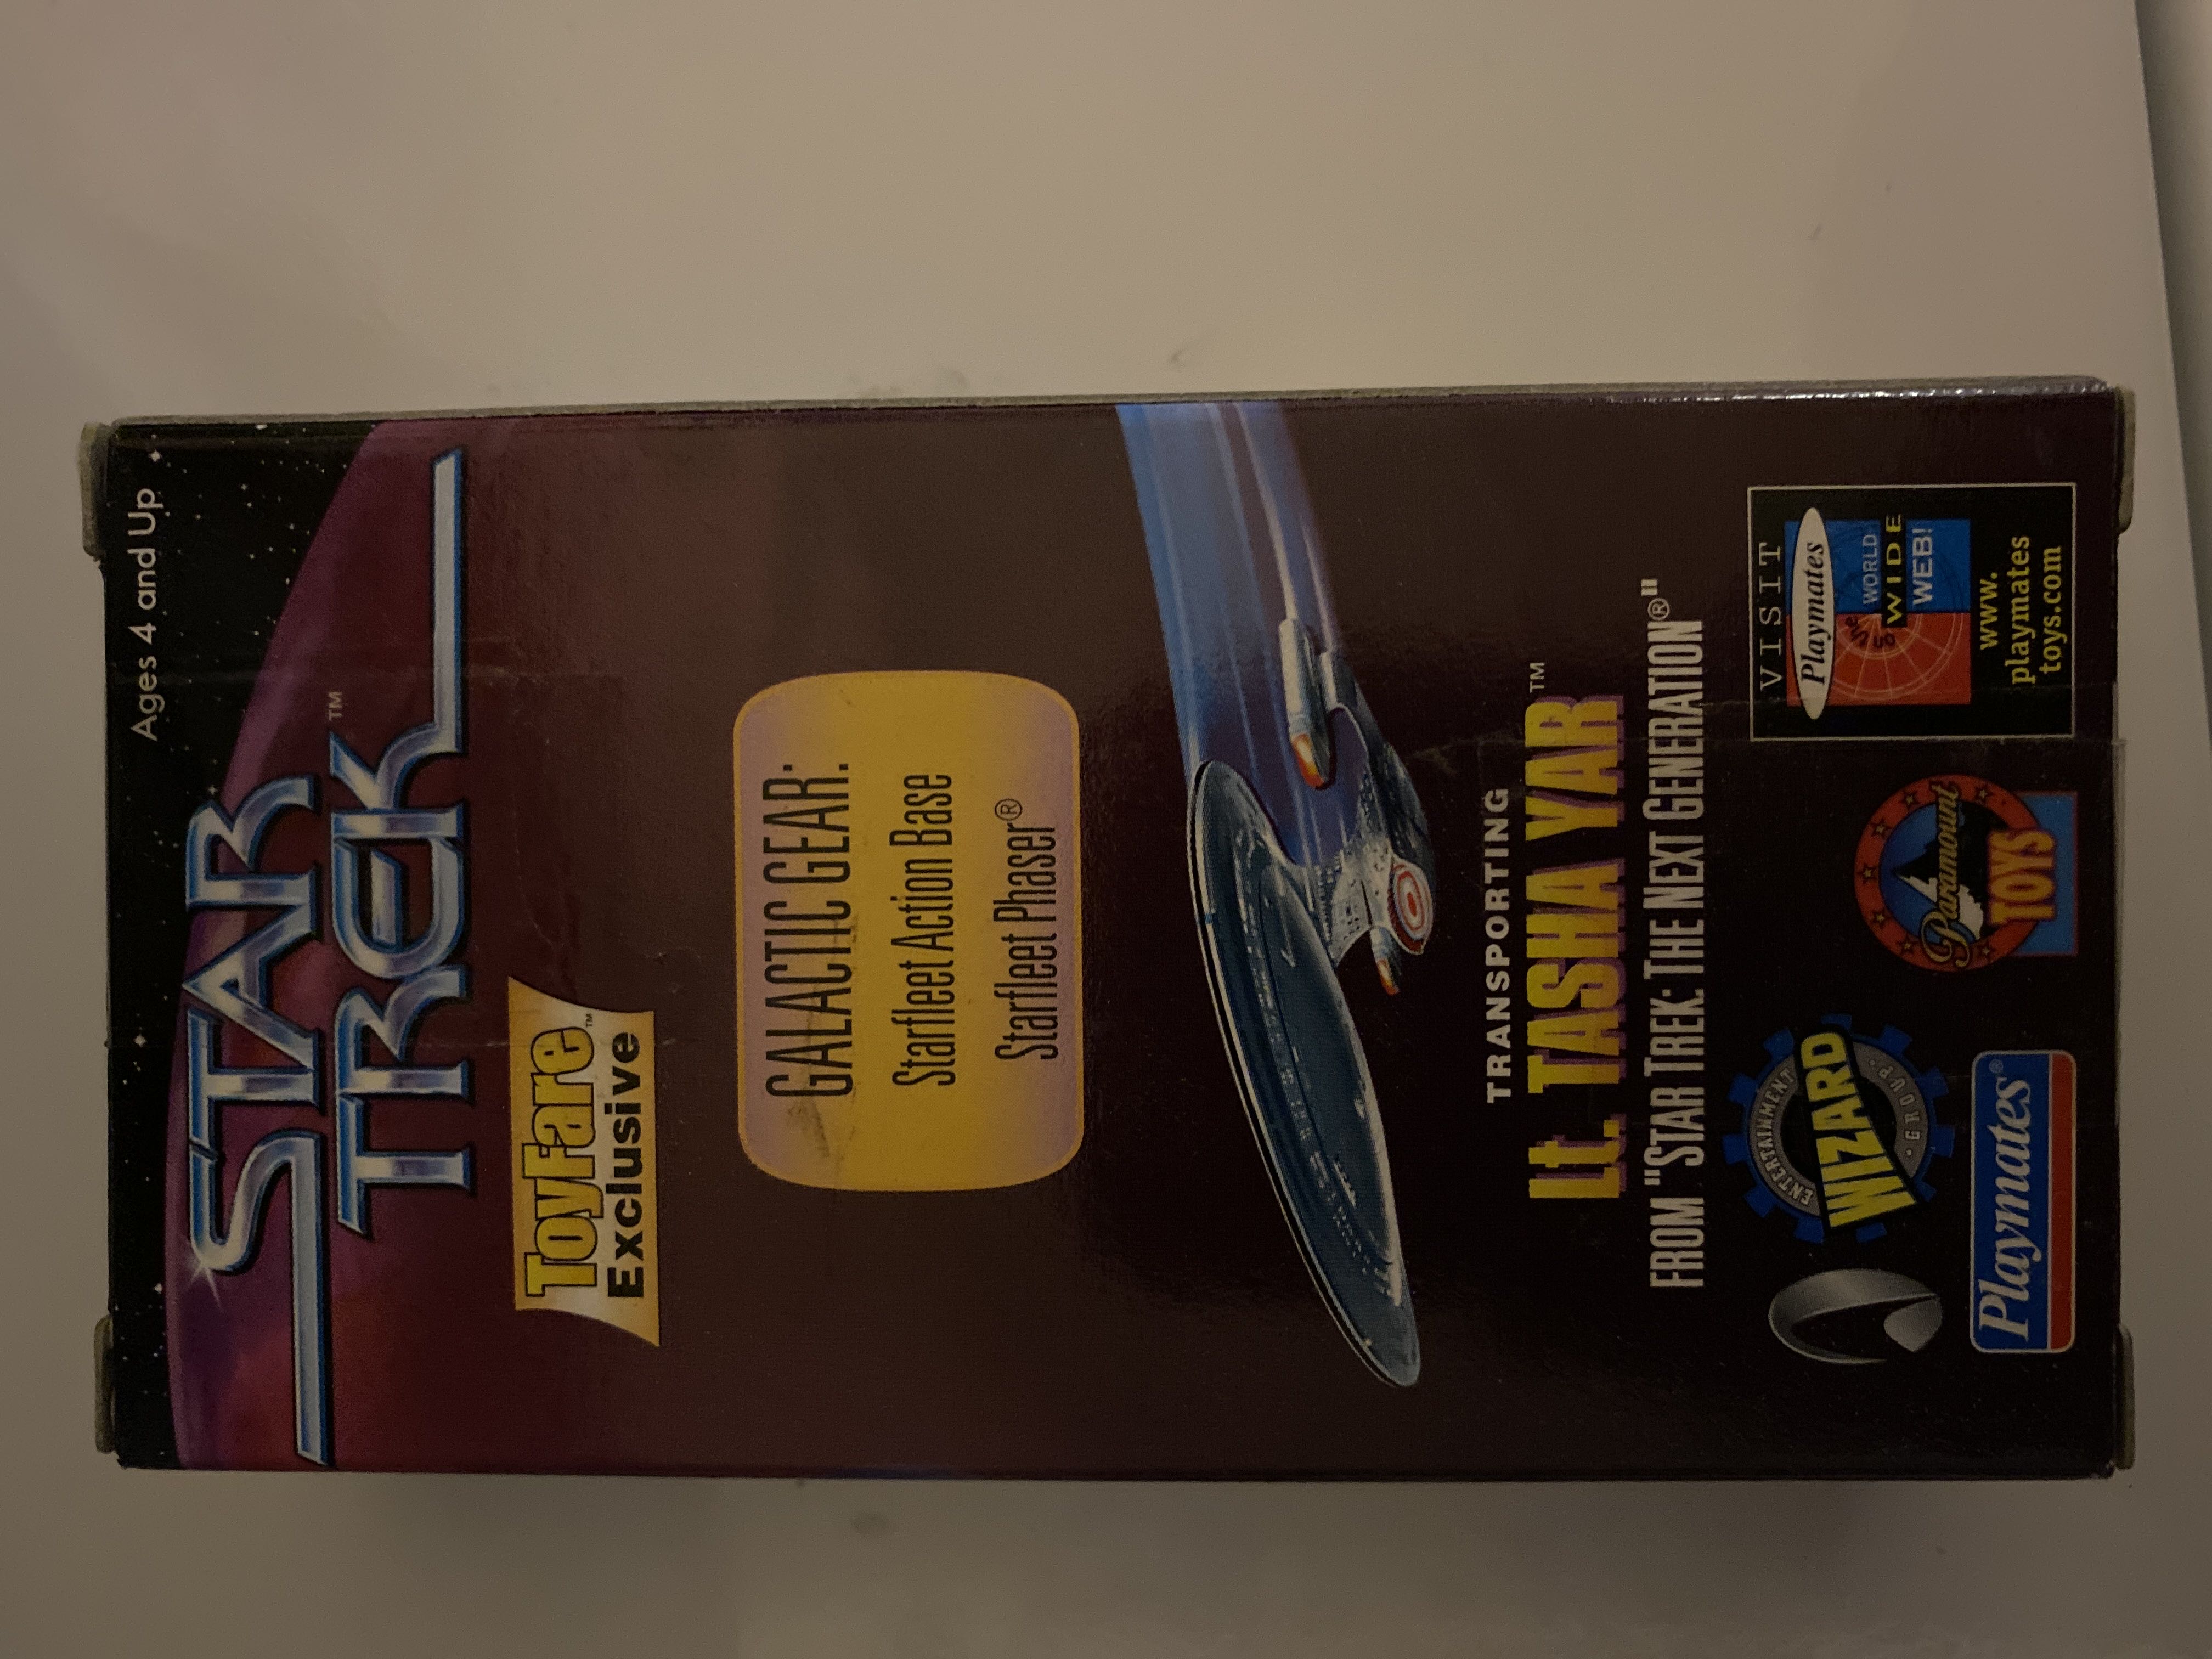 Ages 4 and Up
STAR
TREK™
ToyFare™
Exclusive
GALACTIC GEAR:
Starfleet Action Base
Starfleet Phaser®
TRANSPORTING
Lt. TASHA YAR™
FROM "STAR TREK: THE NEXT GENERATION®"
ENTERTAINMENT
WIZARD
GROUP
Playmates®
Paramount
TOYS
VISIT
Playmates
on the
WORLD
WIDE
WEB!
www.
playmates
toys.com